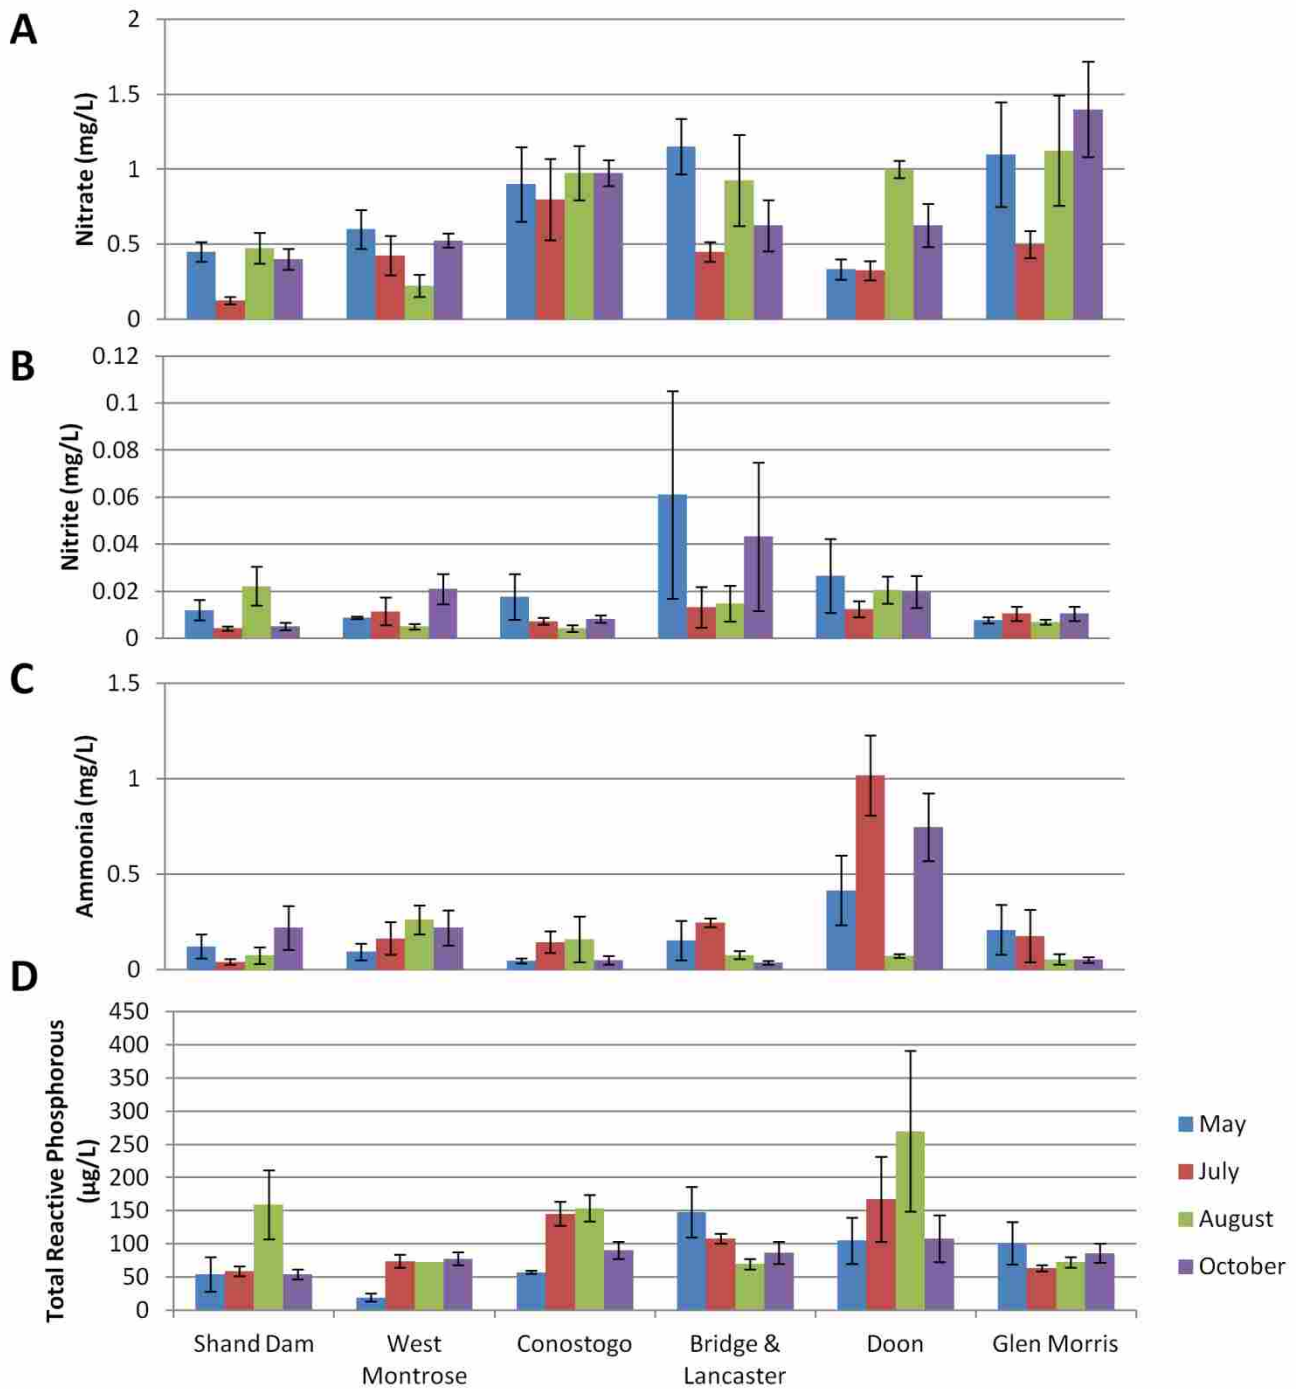 A
Nitrate (mg/L)
2
1.5
1
0.5
0
B
Nitrite (mg/L)
0.12
0.1
0.08
0.06
0.04
0.02
0
C
Ammonia (mg/L)
1.5
1
0.5
0
D
Total Reactive Phosphorous
(µg/L)
450
400
350
300
250
200
150
100
50
0
Shand Dam
West
Montrose
Conostogo
Bridge &
Lancaster
Doon
Glen Morris
May
July
August
October